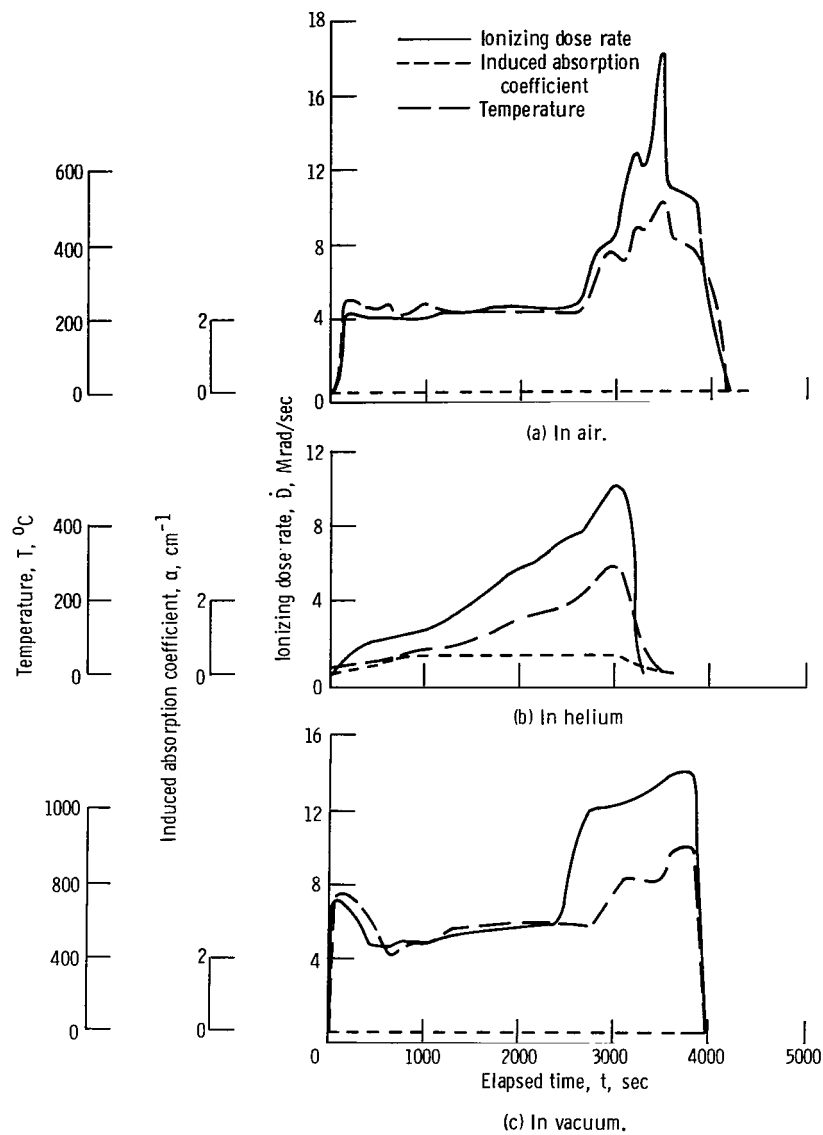 Ionizing dose rate
Induced absorption
coefficient
Temperature
18
16
12
8
4
0
600
400
200
0
2
0
(a) In air.
12
8
4
0
400
200
0
2
0
(b) In helium
16
12
8
4
1000
800
600
400
200
0
2
0
0 1000 2000 3000 4000 5000
Temperature, T, °C
Induced absorption coefficient, α, cm⁻¹
Ionizing dose rate, Ḋ, Mrad/sec
Elapsed time, t, sec
(c) In vacuum.